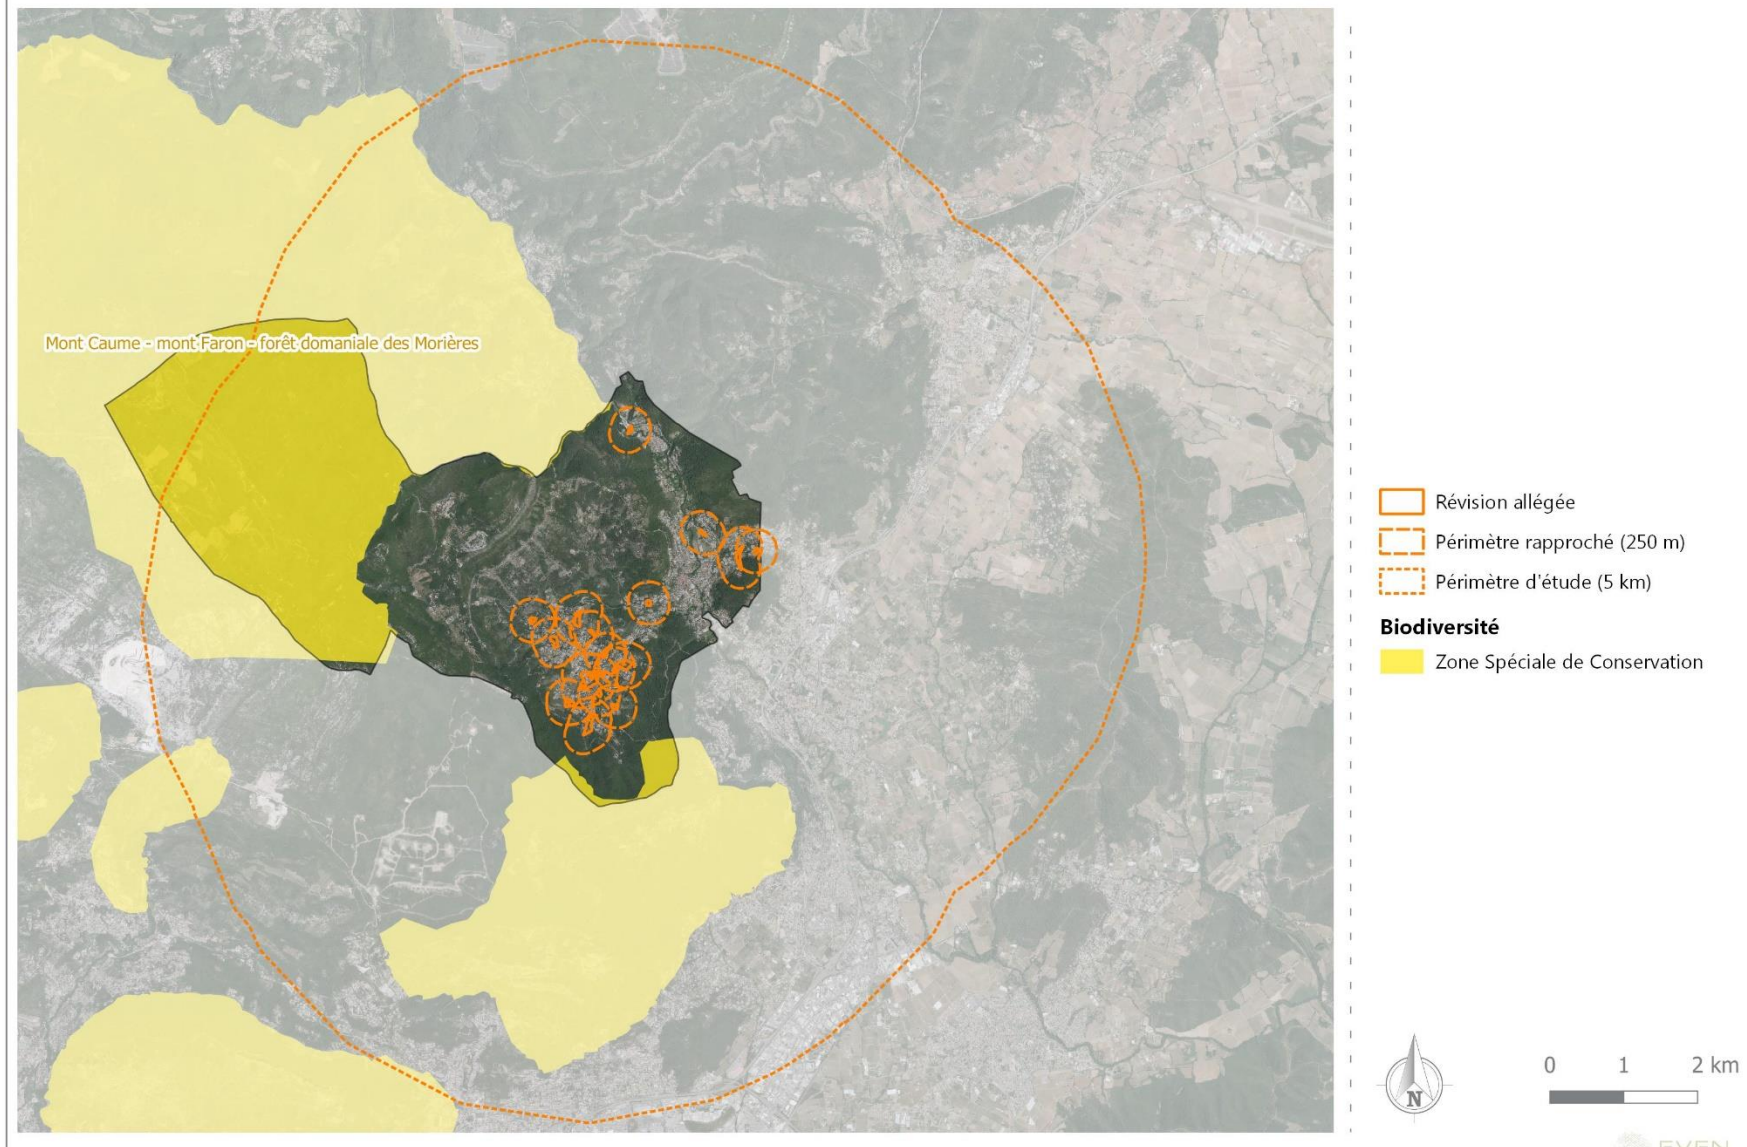 Mont Caume - mont Faron - forêt domaniale des Morières
Révision allégée
Périmètre rapproché (250 m)
Périmètre d'étude (5 km)
Biodiversité
Zone Spéciale de Conservation
N
0 1 2 km
EVEN